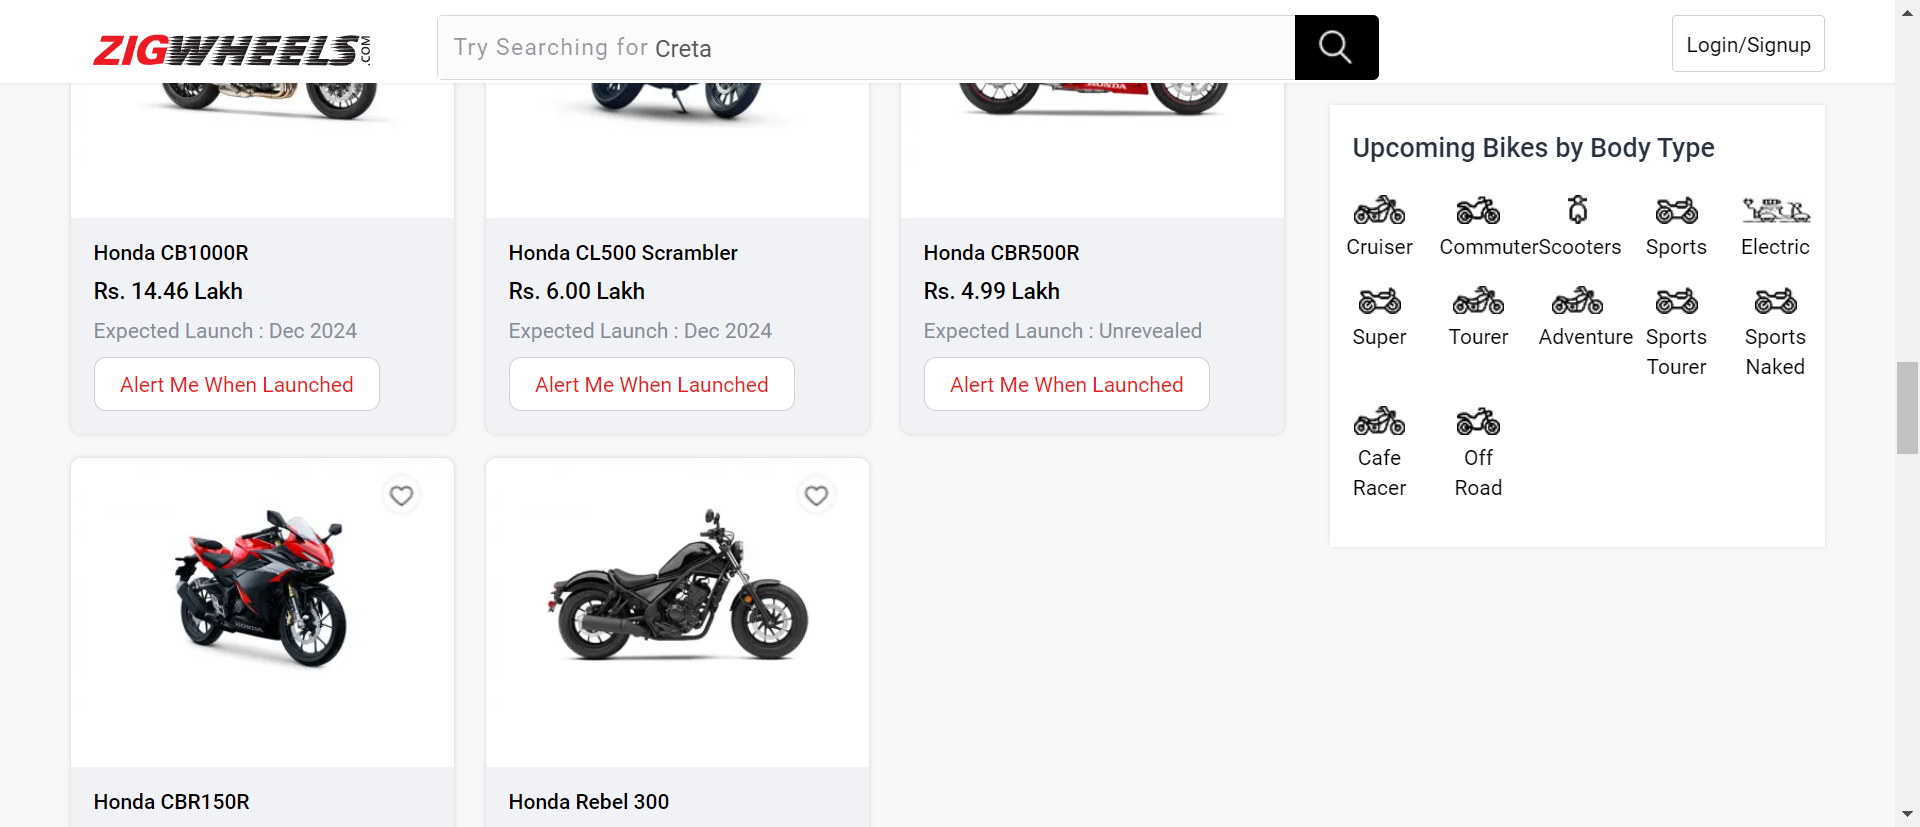 ZIGWHEELS.COM
Try Searching for Creta
Login/Signup
HONDA
Honda CB1000R
Rs. 14.46 Lakh
Expected Launch : Dec 2024
Alert Me When Launched
Honda CL500 Scrambler
Rs. 6.00 Lakh
Expected Launch : Dec 2024
Alert Me When Launched
Honda CBR500R
Rs. 4.99 Lakh
Expected Launch : Unrevealed
Alert Me When Launched
HONDA
Honda CBR150R
Honda Rebel 300
Upcoming Bikes by Body Type
Cruiser
Commuter
Scooters
Sports
Electric
Super
Tourer
Adventure
Sports
Tourer
Sports
Naked
Cafe
Racer
Off
Road